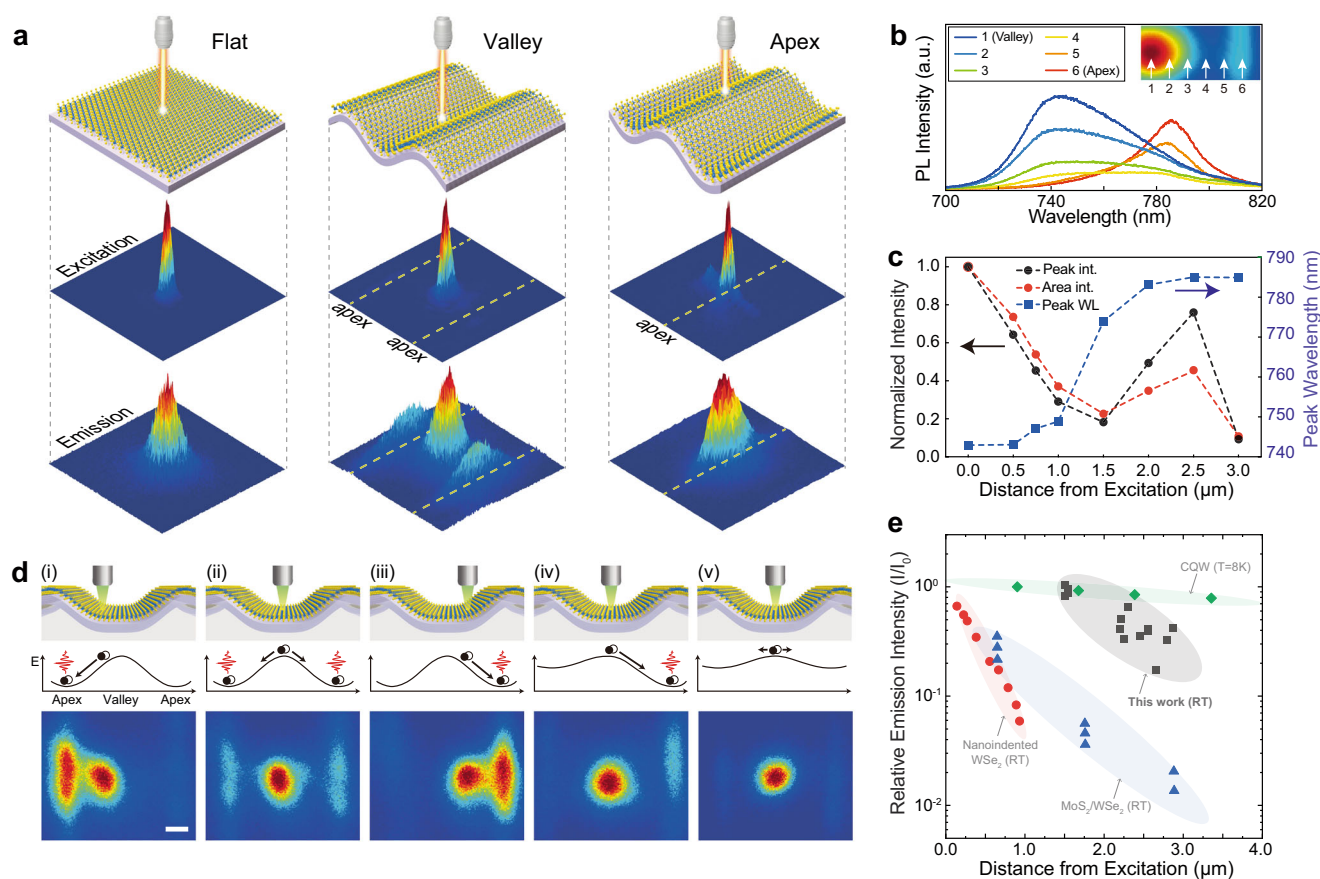 a
Flat
Valley
Apex
Excitation
apex
apex
apex
Emission
b
1 (Valley)
2
3
4
5
6 (Apex)
1 2 3 4 5 6
PL Intensity (a.u.)
700 740 780 820
Wavelength (nm)
c
Peak int.
Area int.
Peak WL
Normalized Intensity
1.0
0.8
0.6
0.4
0.2
0.0
790
780
770
760
750
740
Peak Wavelength (nm)
0.0 0.5 1.0 1.5 2.0 2.5 3.0
Distance from Excitation (µm)
d
(i)
(ii)
(iii)
(iv)
(v)
E
Apex Valley Apex
e
Relative Emission Intensity (I/I₀)
10⁰
10⁻¹
10⁻²
CQW (T=8K)
This work (RT)
Nanoindented
WSe₂ (RT)
MoS₂/WSe₂ (RT)
0.0 1.0 2.0 3.0 4.0
Distance from Excitation (µm)